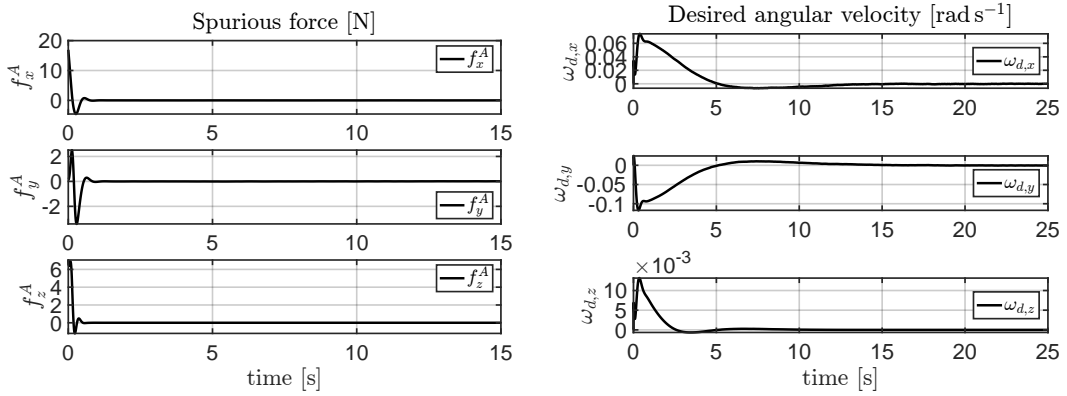 Spurious force [N]
20
10
0
f_x^A
f_x^A
0 5 10 15
2
0
-2
f_y^A
f_y^A
0 5 10 15
6
4
2
0
f_z^A
f_z^A
0 5 10 15
time [s]
Desired angular velocity [rad s⁻¹]
0.06
0.04
0.02
0
ω_{d,x}
ω_{d,x}
0 5 10 15 20 25
0
-0.05
-0.1
ω_{d,y}
ω_{d,y}
0 5 10 15 20 25
×10⁻³
10
5
0
ω_{d,z}
ω_{d,z}
0 5 10 15 20 25
time [s]